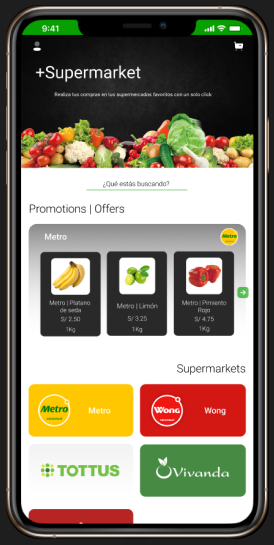 9:41
+Supermarket
Realiza tus compras en tus supermercados favoritos con un solo click
¿Qué estás buscando?
Promotions | Offers
Metro
Metro
Metro | Platano
de seda
S/ 2.50
1Kg
Metro | Limón
S/ 3.25
1Kg
Metro | Pimiento
Rojo
S/ 4.75
1Kg
Supermarkets
Metro
Metro
Wong
Wong
TOTTUS
Vivanda